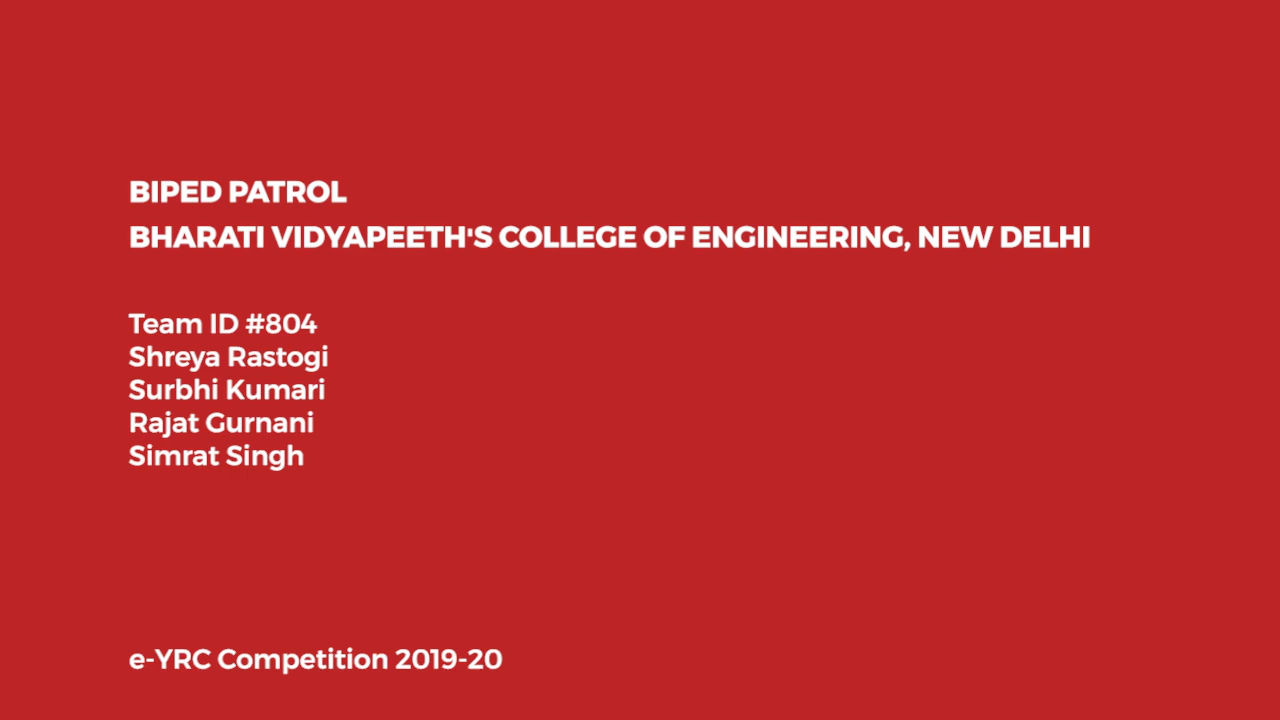 BIPED PATROL
BHARATI VIDYAPEETH'S COLLEGE OF ENGINEERING, NEW DELHI
Team ID #804
Shreya Rastogi
Surbhi Kumari
Rajat Gurnani
Simrat Singh
e-YRC Competition 2019-20